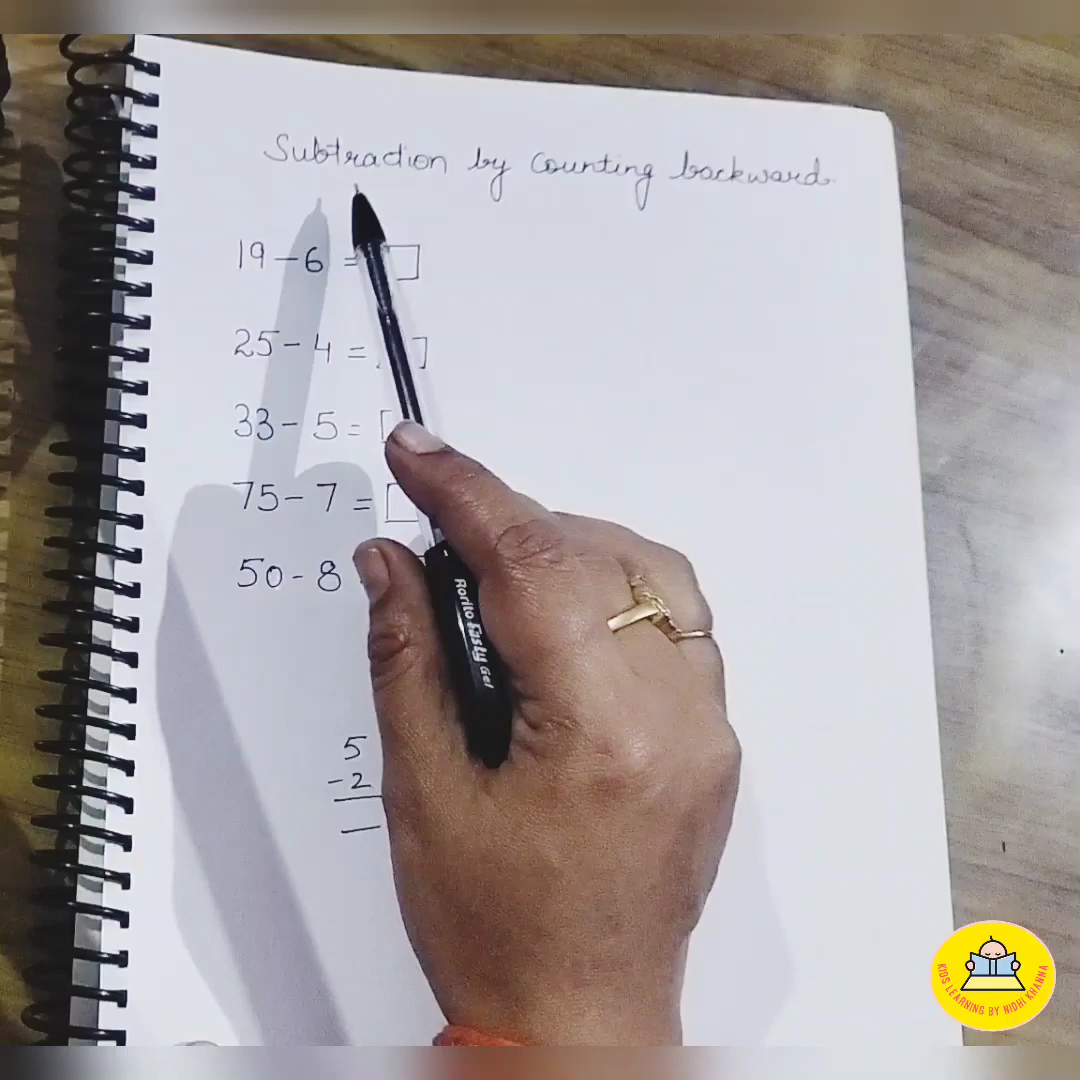 Subtraction by Counting backward.
19 - 6 =
25 - 4 =
33 - 5 =
75 - 7 =
50 - 8
5
- 2
Rorito Fasty Gel
KIDS LEARNING BY NIDHI KHANNA